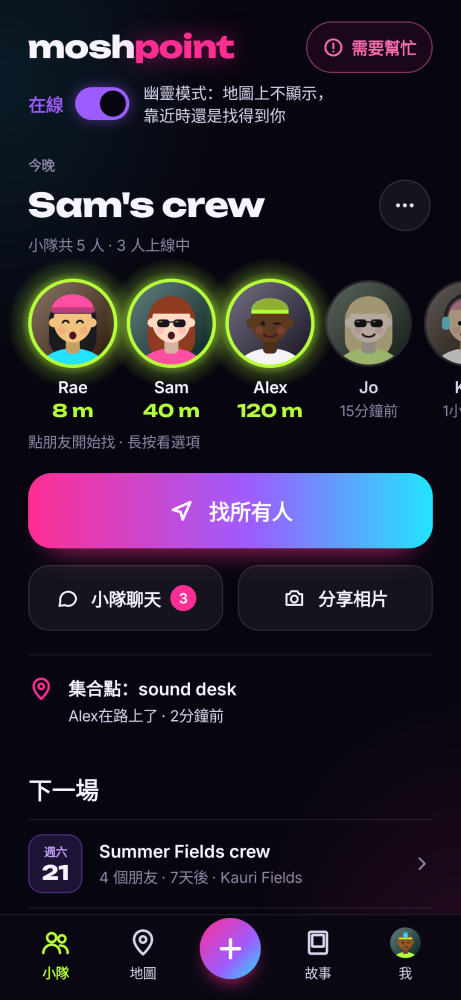 moshpoint
需要幫忙
在線
幽靈模式：地圖上不顯示，
靠近時還是找得到你
今晚
Sam's crew
小隊共 5 人 · 3 人上線中
Rae
Sam
Alex
Jo
8 m
40 m
120 m
15分鐘前
點朋友開始找 · 長按看選項
找所有人
小隊聊天 3
分享相片
集合點：sound desk
Alex在路上了 · 2分鐘前
下一場
週六
21
Summer Fields crew
4 個朋友 · 7天後 · Kauri Fields
小隊
地圖
故事
我